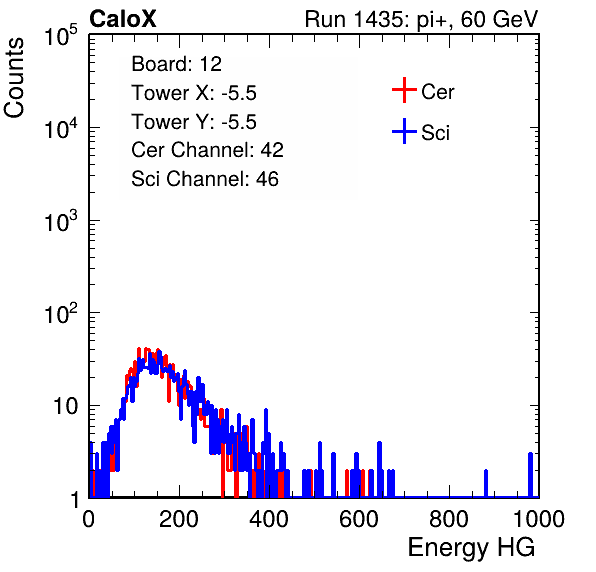 CaloX Run 1435: pi+, 60 GeV
Board: 12
Tower X: -5.5
Tower Y: -5.5
Cer Channel: 42
Sci Channel: 46
Cer
Sci
Counts
10^5
10^4
10^3
10^2
10
1
0 200 400 600 800 1000
Energy HG